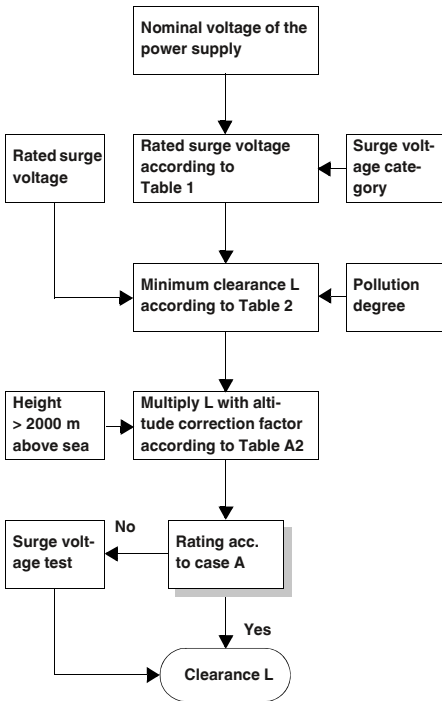 Nominal voltage of the
power supply
Rated surge
voltage
Rated surge voltage
according to
Table 1
Surge volt-
age cate-
gory
Minimum clearance L
according to Table 2
Pollution
degree
Height
> 2000 m
above sea
Multiply L with alti-
tude correction factor
according to Table A2
No
Surge volt-
age test
Rating acc.
to case A
Yes
Clearance L